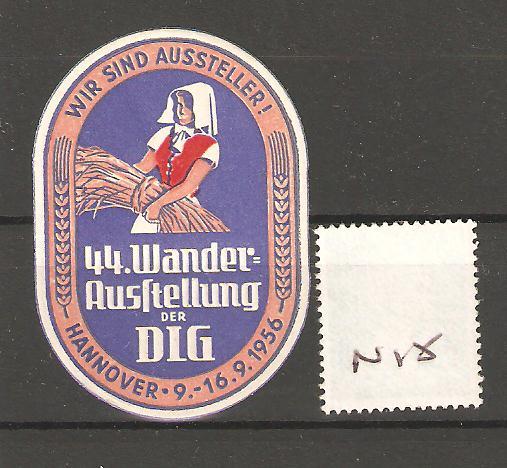 WIR SIND AUSSTELLER!
44. Wander=
Ausſtellung
DER
DLG
HANNOVER · 9.-16.9.1956